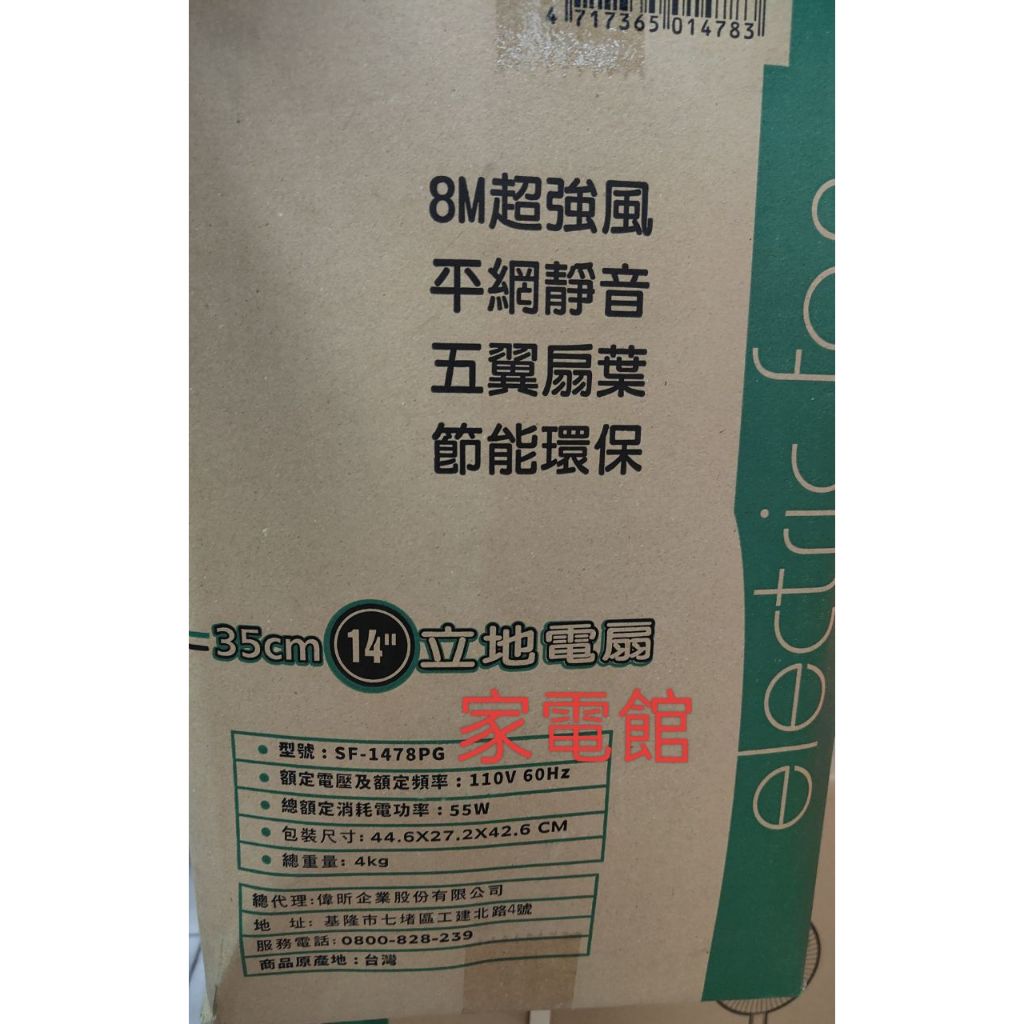 4 717365 014783
8M超強風
平網靜音
五翼扇葉
節能環保
electric fan
35cm 14" 立地電扇
家電館
• 型號：SF-1478PG
• 額定電壓及額定頻率：110V 60Hz
• 總額定消耗電功率：55W
• 包裝尺寸: 44.6X27.2X42.6 CM
• 總重量: 4kg
總代理:偉昕企業股份有限公司
地 址: 基隆市七堵區工建北路4號
服務電話: 0800-828-239
商品原產地：台灣